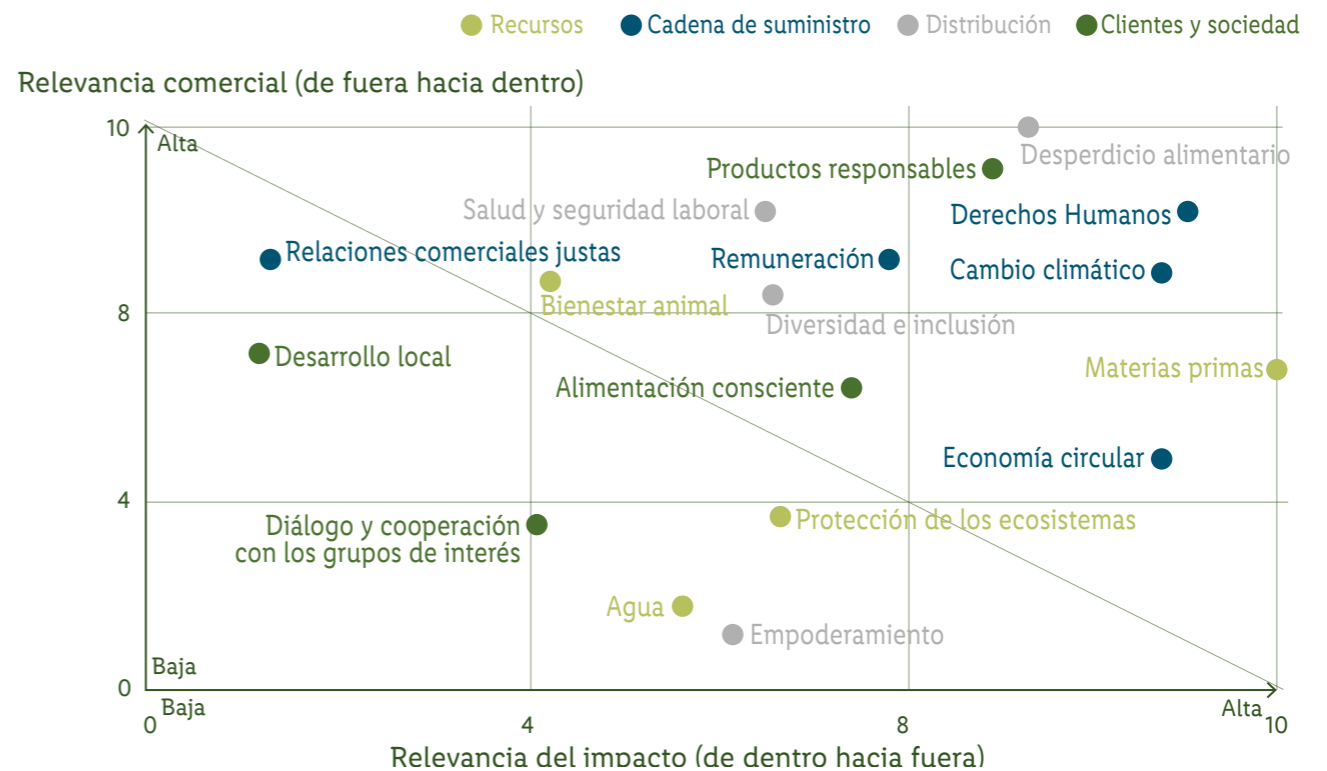 Recursos
Cadena de suministro
Distribución
Clientes y sociedad
Relevancia comercial (de fuera hacia dentro)
10
Alta
Desperdicio alimentario
Productos responsables
Salud y seguridad laboral
Derechos Humanos
Relaciones comerciales justas
Remuneración
Cambio climático
Bienestar animal
8
Diversidad e inclusión
Desarrollo local
Materias primas
Alimentación consciente
Economía circular
4
Protección de los ecosistemas
Diálogo y cooperación
con los grupos de interés
Agua
Empoderamiento
Baja
0
Baja
Alta
0
4
8
10
Relevancia del impacto (de dentro hacia fuera)